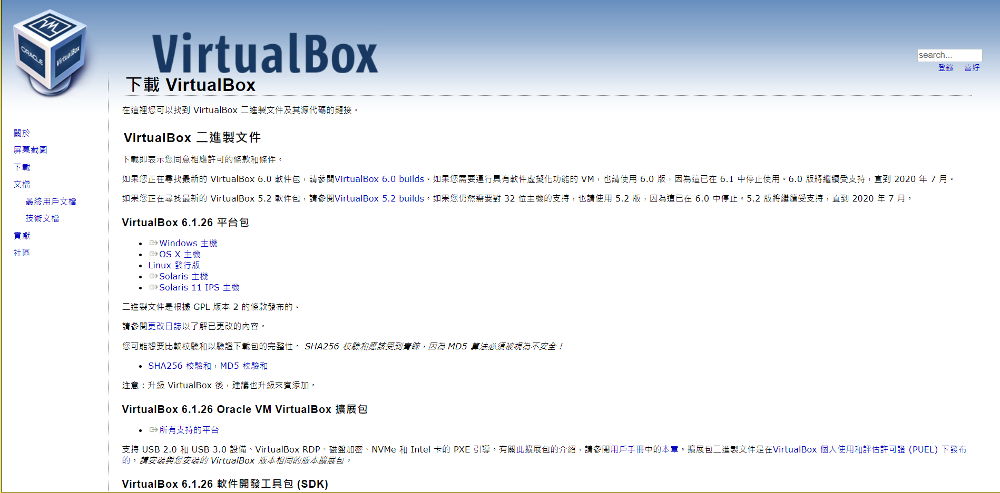 ORACLE
VirtualBox
VirtualBox
search...
登錄 喜好
下載 VirtualBox
在這裡您可以找到 VirtualBox 二進製文件及其源代碼的鏈接。
關於
屏幕截圖
下載
文檔
最終用戶文檔
技術文檔
貢獻
社區
VirtualBox 二進製文件
下載即表示您同意相應許可的條款和條件。
如果您正在尋找最新的 VirtualBox 6.0 軟件包，請參閱VirtualBox 6.0 builds。如果您需要運行具有軟件虛擬化功能的 VM，也請使用 6.0 版，因為這已在 6.1 中停止使用。6.0 版將繼續受支持，直到 2020 年 7 月。
如果您正在尋找最新的 VirtualBox 5.2 軟件包，請參閱VirtualBox 5.2 builds。如果您仍然需要對 32 位主機的支持，也請使用 5.2 版，因為這已在 6.0 中停止。5.2 版將繼續受支持，直到 2020 年 7 月。
VirtualBox 6.1.26 平台包
• Windows 主機
• OS X 主機
• Linux 發行版
• Solaris 主機
• Solaris 11 IPS 主機
二進製文件是根據 GPL 版本 2 的條款發布的。
請參閱更改日誌以了解已更改的內容。
您可能想要比較校驗和以驗證下載包的完整性。 SHA256 校驗和應該受到青睞，因為 MD5 算法必須被視為不安全！
• SHA256 校驗和，MD5 校驗和
注意：升級 VirtualBox 後，建議也升級來賓添加。
VirtualBox 6.1.26 Oracle VM VirtualBox 擴展包
• 所有支持的平台
支持 USB 2.0 和 USB 3.0 設備、VirtualBox RDP、磁盤加密、NVMe 和 Intel 卡的 PXE 引導。有關此擴展包的介紹，請參閱用戶手冊中的本章。擴展包二進製文件是在VirtualBox 個人使用和評估許可證 (PUEL) 下發布
的。請安裝與您安裝的 VirtualBox 版本相同的版本擴展包。
VirtualBox 6.1.26 軟件開發工具包 (SDK)